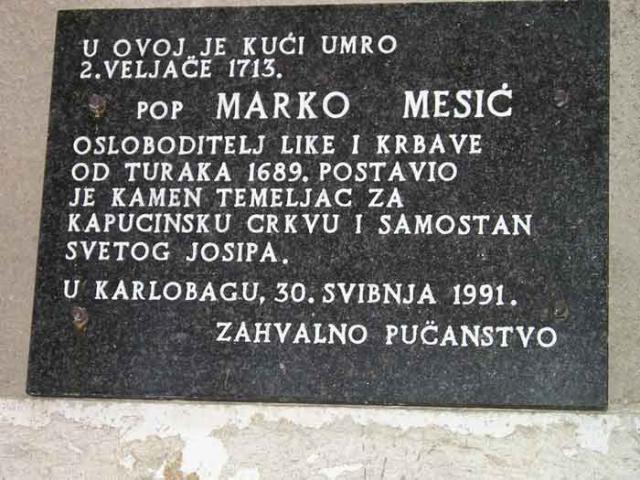 U OVOJ JE KUĆI UMRO
2.VELJAČE 1713.
POP MARKO MESIĆ
OSLOBODITELJ LIKE I KRBAVE
OD TURAKA 1689. POSTAVIO
JE KAMEN TEMELJAC ZA
KAPUCINSKU CRKVU I SAMOSTAN
SVETOG JOSIPA.
U KARLOBAGU, 30. SVIBNJA 1991.
ZAHVALNO PUČANSTVO